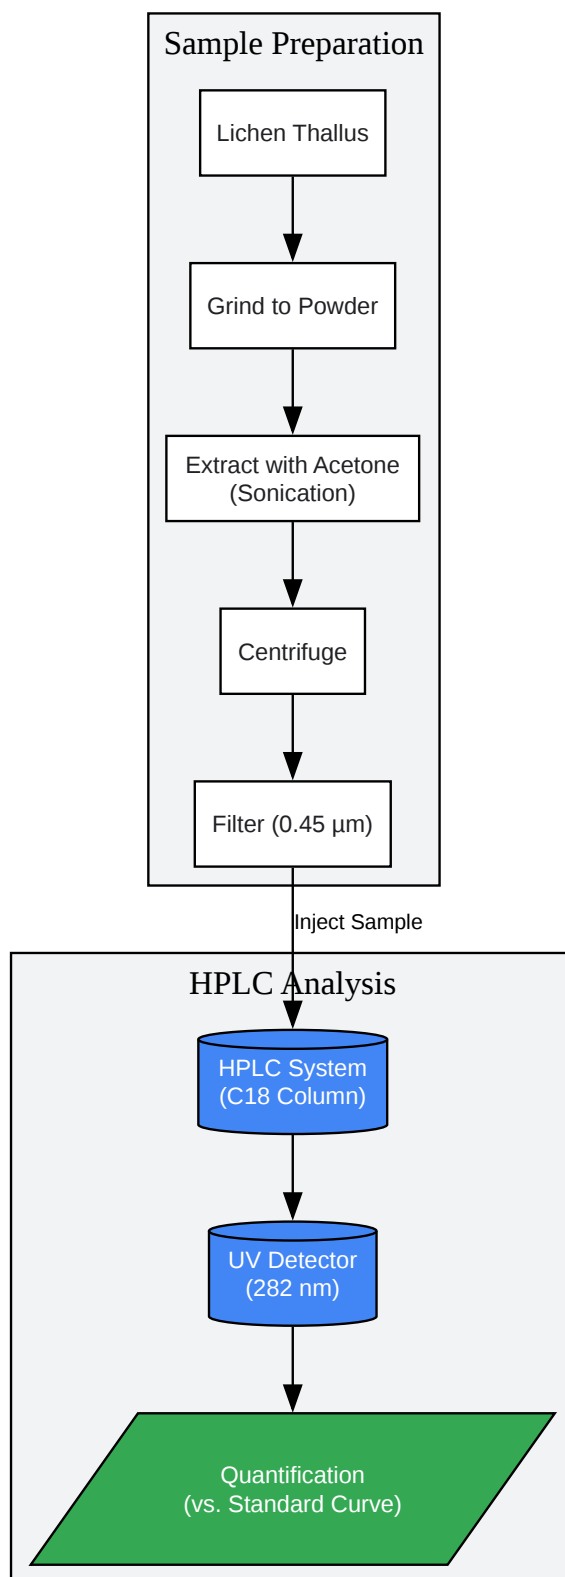 Sample Preparation
Lichen Thallus
Grind to Powder
Extract with Acetone
(Sonication)
Centrifuge
Filter (0.45 µm)
Inject Sample
HPLC Analysis
HPLC System
(C18 Column)
UV Detector
(282 nm)
Quantification
(vs. Standard Curve)